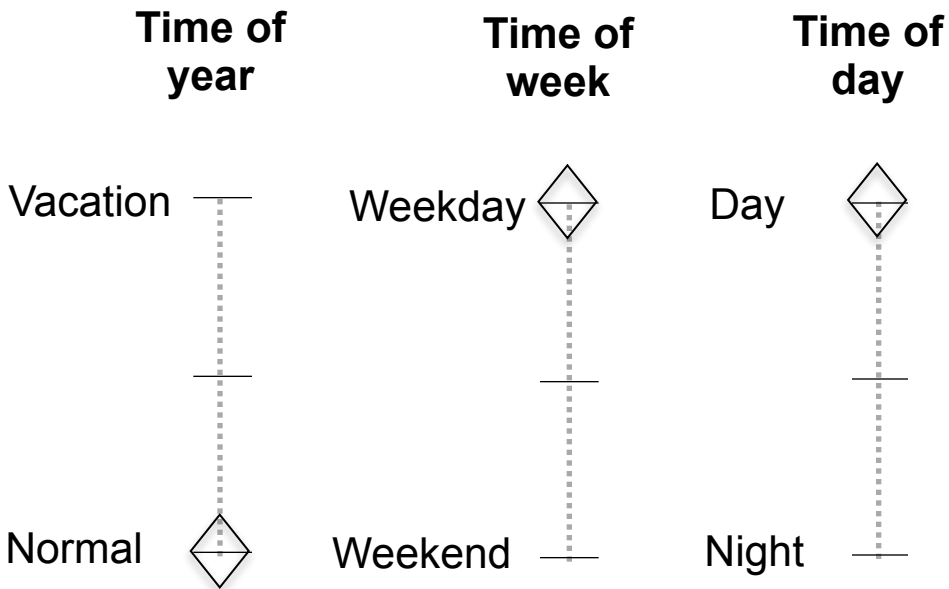 Time of
year
Time of
week
Time of
day
Vacation
Weekday
Day
Normal
Weekend
Night